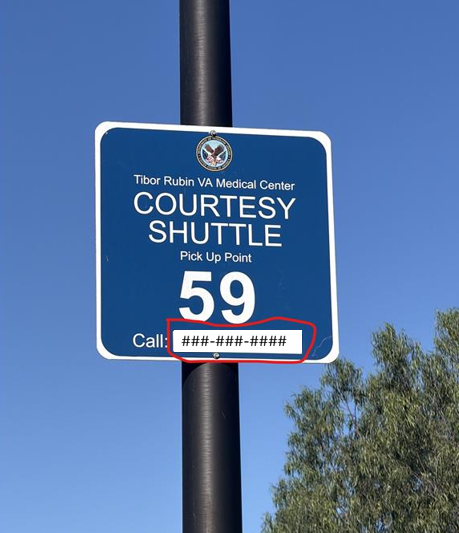 Tibor Rubin VA Medical Center
COURTESY
SHUTTLE
Pick Up Point
59
Call: ###-###-####